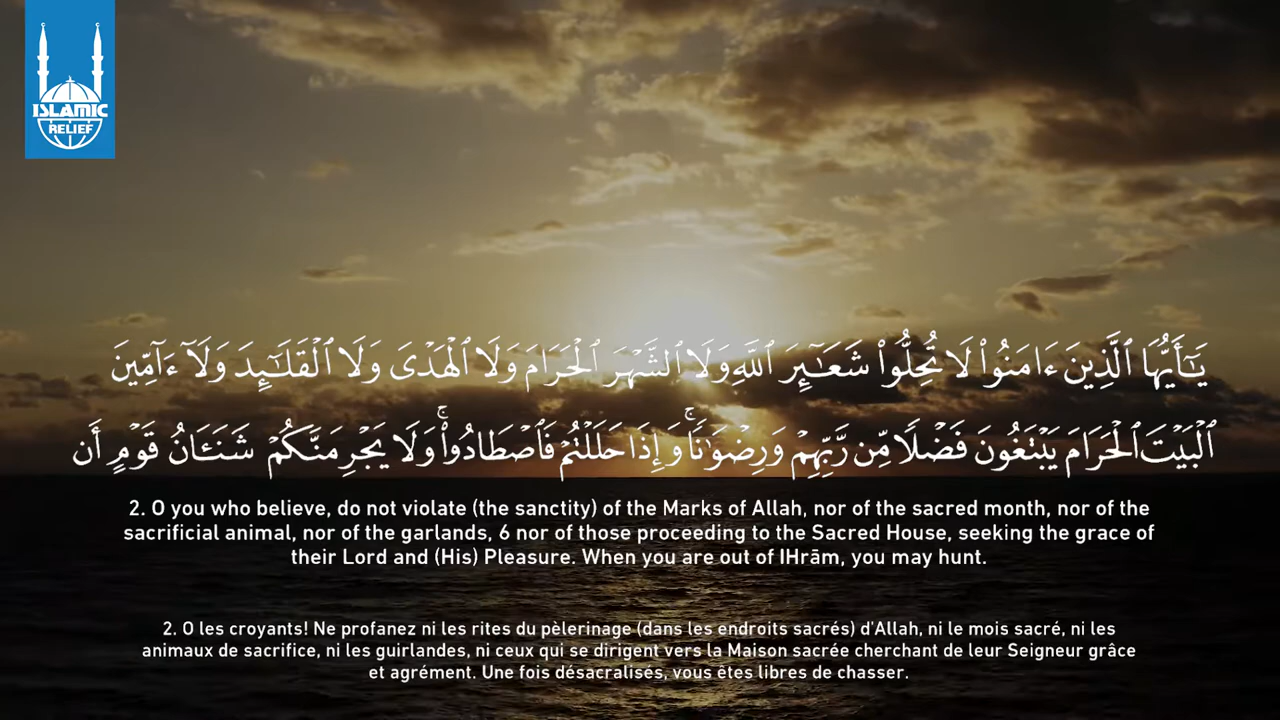 ISLAMIC
RELIEF
يَـٰٓأَيُّهَا ٱلَّذِينَ ءَامَنُوا۟ لَا تُحِلُّوا۟ شَعَـٰٓئِرَ ٱللَّهِ وَلَا ٱلشَّهْرَ ٱلْحَرَامَ وَلَا ٱلْهَدْىَ وَلَا ٱلْقَلَـٰٓئِدَ وَلَآ ءَآمِّينَ
ٱلْبَيْتَ ٱلْحَرَامَ يَبْتَغُونَ فَضْلًا مِّن رَّبِّهِمْ وَرِضْوَٰنًا ۚ وَإِذَا حَلَلْتُمْ فَٱصْطَادُوا۟ ۚ وَلَا يَجْرِمَنَّكُمْ شَنَـَٔانُ قَوْمٍ أَن
2. O you who believe, do not violate (the sanctity) of the Marks of Allah, nor of the sacred month, nor of the
sacrificial animal, nor of the garlands, 6 nor of those proceeding to the Sacred House, seeking the grace of
their Lord and (His) Pleasure. When you are out of IHrām, you may hunt.
2. O les croyants! Ne profanez ni les rites du pèlerinage (dans les endroits sacrés) d'Allah, ni le mois sacré, ni les
animaux de sacrifice, ni les guirlandes, ni ceux qui se dirigent vers la Maison sacrée cherchant de leur Seigneur grâce
et agrément. Une fois désacralisés, vous êtes libres de chasser.